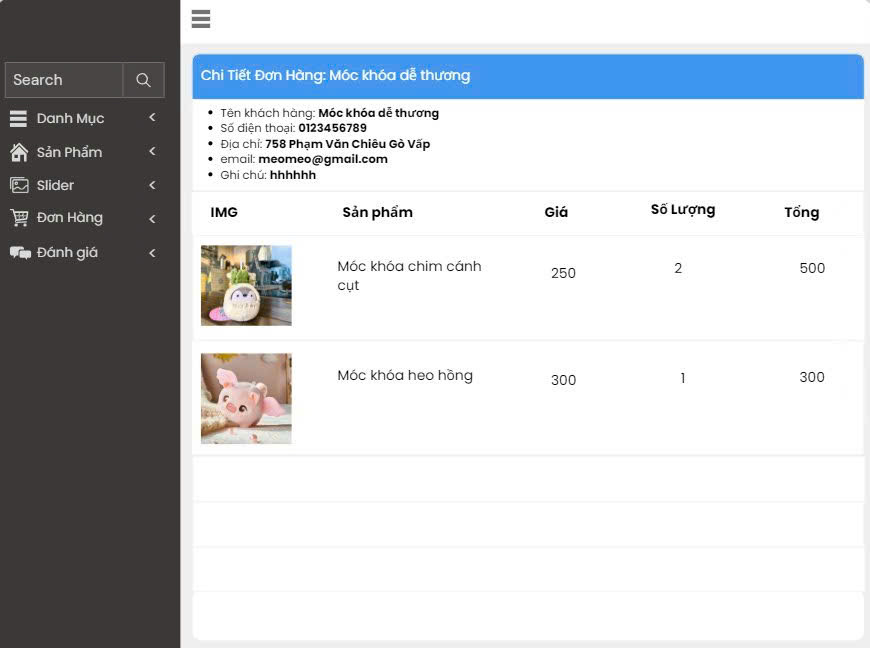 Search
Danh Mục
Sản Phẩm
Slider
Đơn Hàng
Đánh giá
Chi Tiết Đơn Hàng: Móc khóa dễ thương
Tên khách hàng: Móc khóa dễ thương
Số điện thoại: 0123456789
Địa chỉ: 758 Phạm Văn Chiêu Gò Vấp
email: meomeo@gmail.com
Ghi chú: hhhhhh
IMG Sản phẩm Giá Số Lượng Tổng
Móc khóa chim cánh cụt 250 2 500
Móc khóa heo hồng 300 1 300